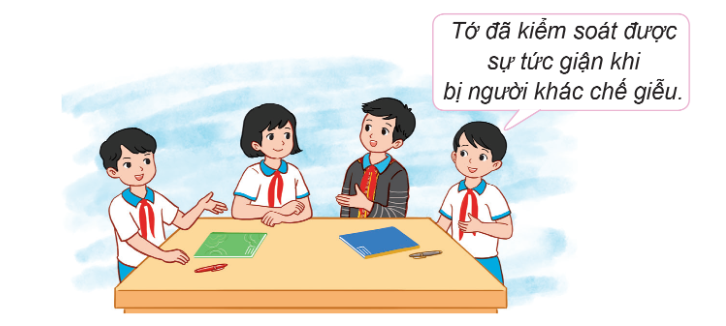 Tớ đã kiểm soát được
sự tức giận khi
bị người khác chế giễu.